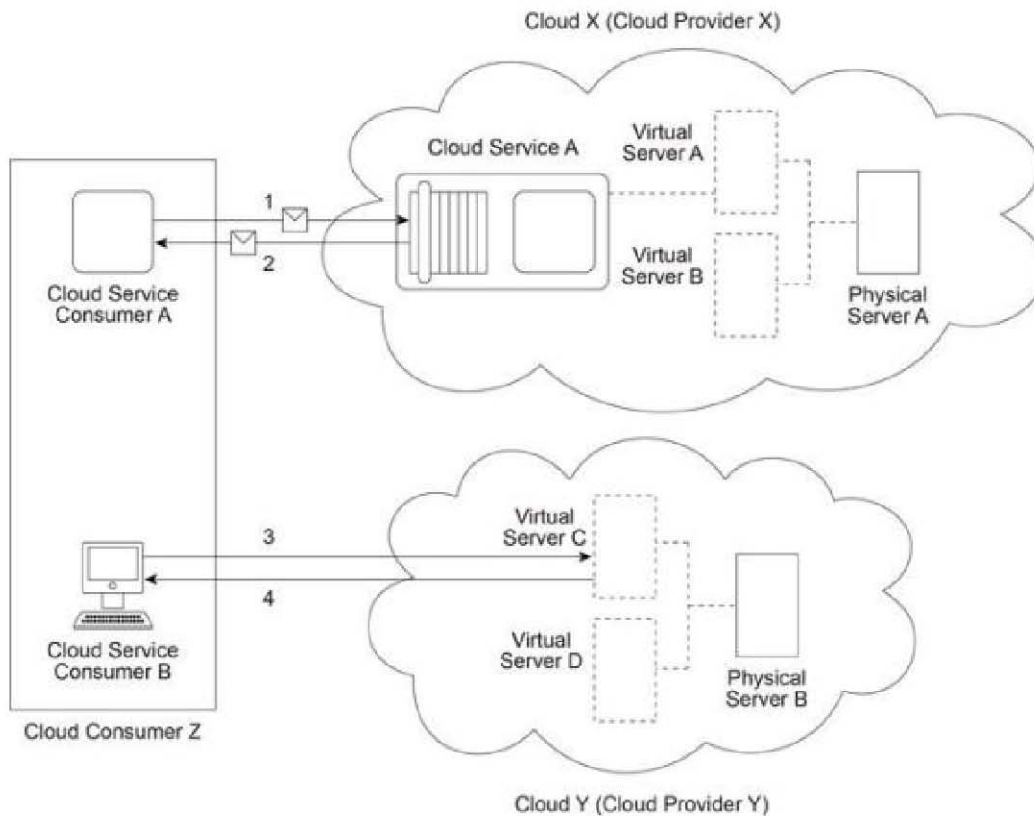 Cloud X (Cloud Provider X)
Cloud Service A
Virtual
Server A
1
2
Cloud Service
Consumer A
Virtual
Server B
Physical
Server A
Virtual
Server C
3
4
Cloud Service
Consumer B
Virtual
Server D
Physical
Server B
Cloud Consumer Z
Cloud Y (Cloud Provider Y)